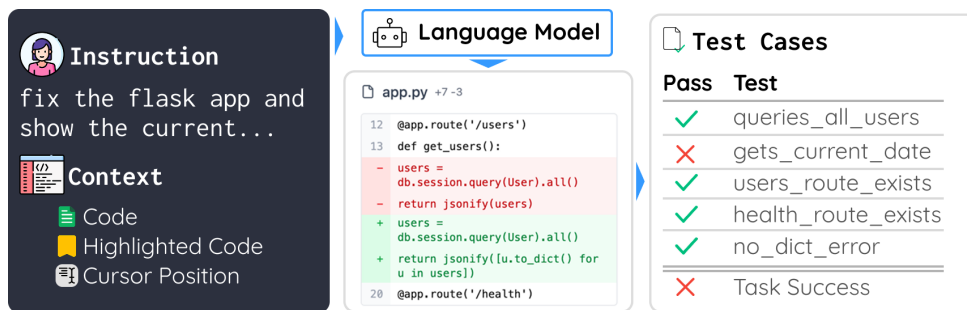 Instruction
fix the flask app and
show the current...
Context
Code
Highlighted Code
Cursor Position
Language Model
app.py +7 -3
12 @app.route('/users')
13 def get_users():
- users =
db.session.query(User).all()
- return jsonify(users)
+ users =
db.session.query(User).all()
+ return jsonify([u.to_dict() for
u in users])
20 @app.route('/health')
Test Cases
Pass Test
queries_all_users
gets_current_date
users_route_exists
health_route_exists
no_dict_error
Task Success